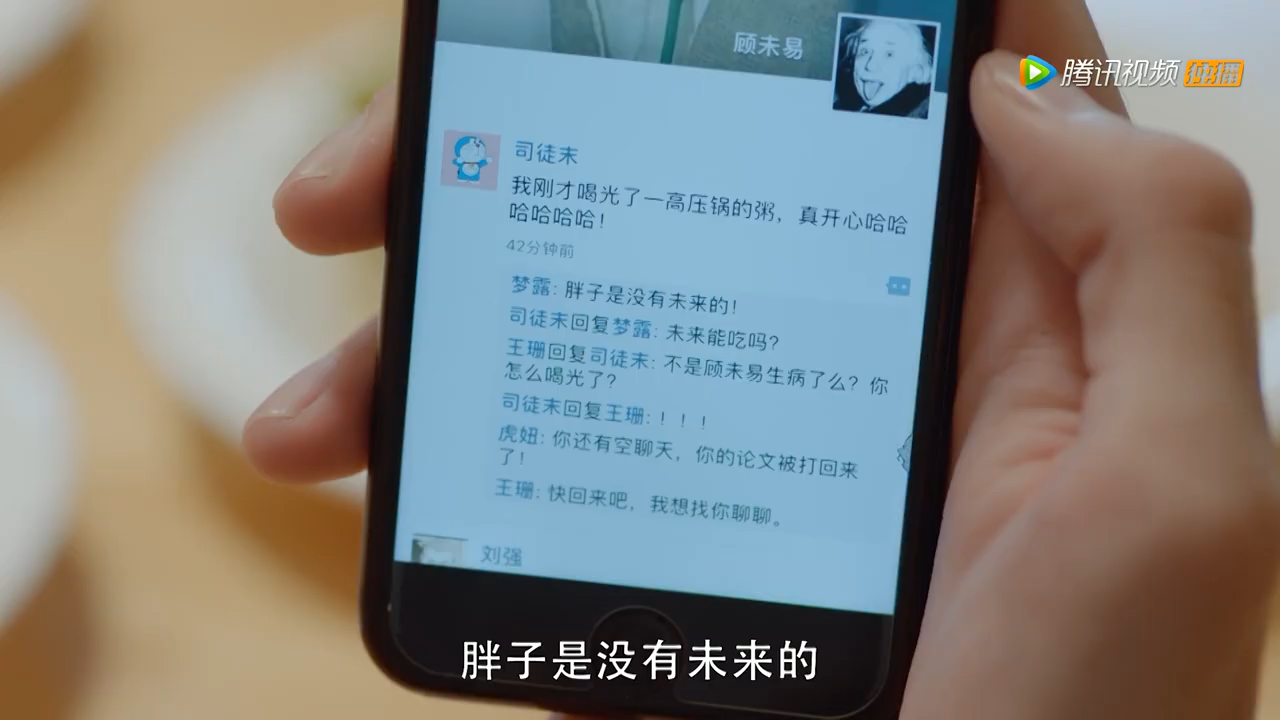 顾未易
腾讯视频 独播
司徒末
我刚才喝光了一高压锅的粥，真开心哈哈
哈哈哈哈！
42分钟前
梦露：胖子是没有未来的！
司徒末回复梦露：未来能吃吗？
王珊回复司徒末：不是顾未易生病了么？你
怎么喝光了？
司徒末回复王珊：！！！
虎妞：你还有空聊天，你的论文被打回来
了！
王珊：快回来吧，我想找你聊聊。
刘强
胖子是没有未来的